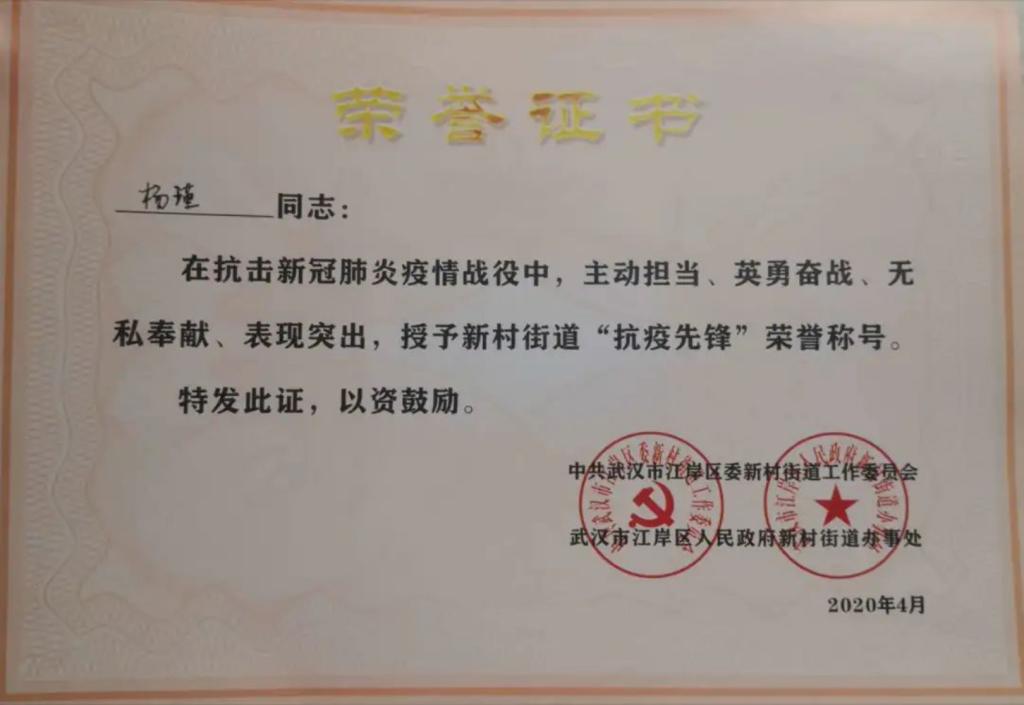 荣誉证书
杨瑾 同志：
在抗击新冠肺炎疫情战役中，主动担当、英勇奋战、无
私奉献、表现突出，授予新村街道“抗疫先锋”荣誉称号。
特发此证，以资鼓励。
中共武汉市江岸区委新村街道工作委员会
武汉市江岸区人民政府新村街道办事处
2020年4月